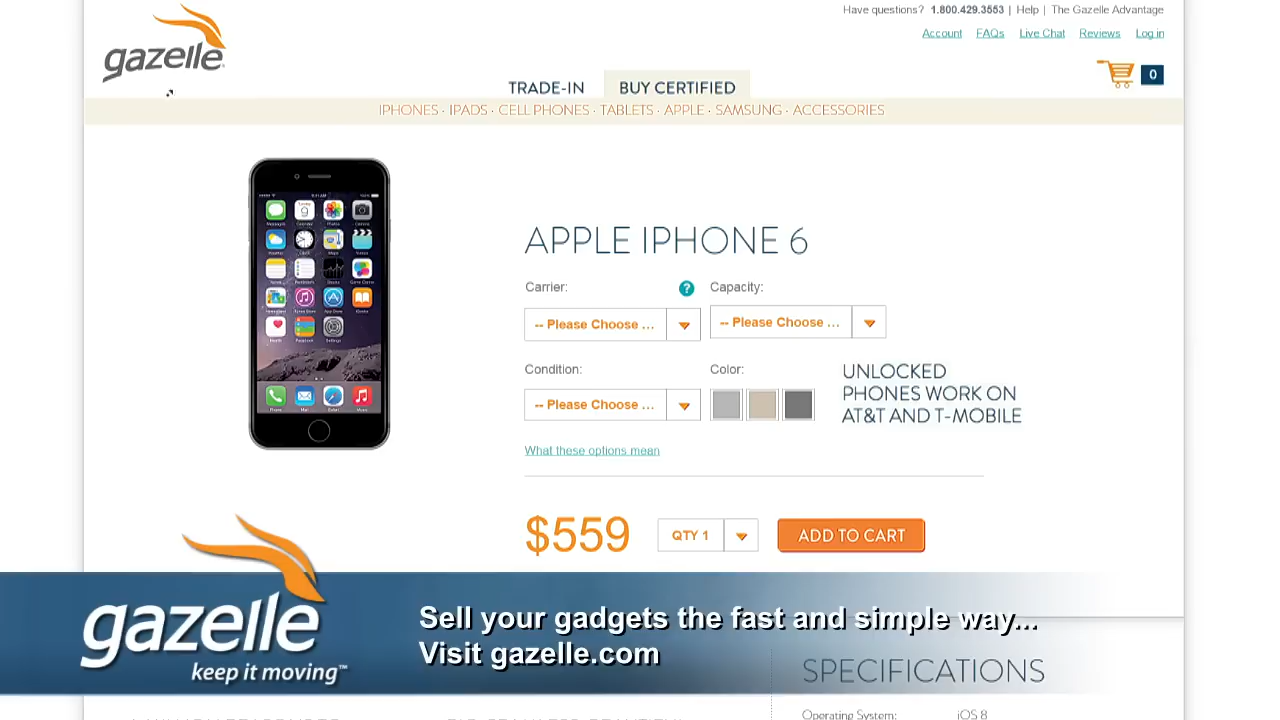 Have questions? 1.800.429.3553 | Help | The Gazelle Advantage
Account FAQs Live Chat Reviews Log in
gazelle
0
TRADE-IN BUY CERTIFIED
IPHONES · IPADS · CELL PHONES · TABLETS · APPLE · SAMSUNG · ACCESSORIES
APPLE IPHONE 6
Carrier: ? Capacity:
-- Please Choose ... -- Please Choose ...
Condition: Color:
-- Please Choose ...
UNLOCKED
PHONES WORK ON
AT&T AND T-MOBILE
What these options mean
$559 QTY 1 ADD TO CART
gazelle
keep it moving™
Sell your gadgets the fast and simple way...
Visit gazelle.com
SPECIFICATIONS
Operating System: iOS 8